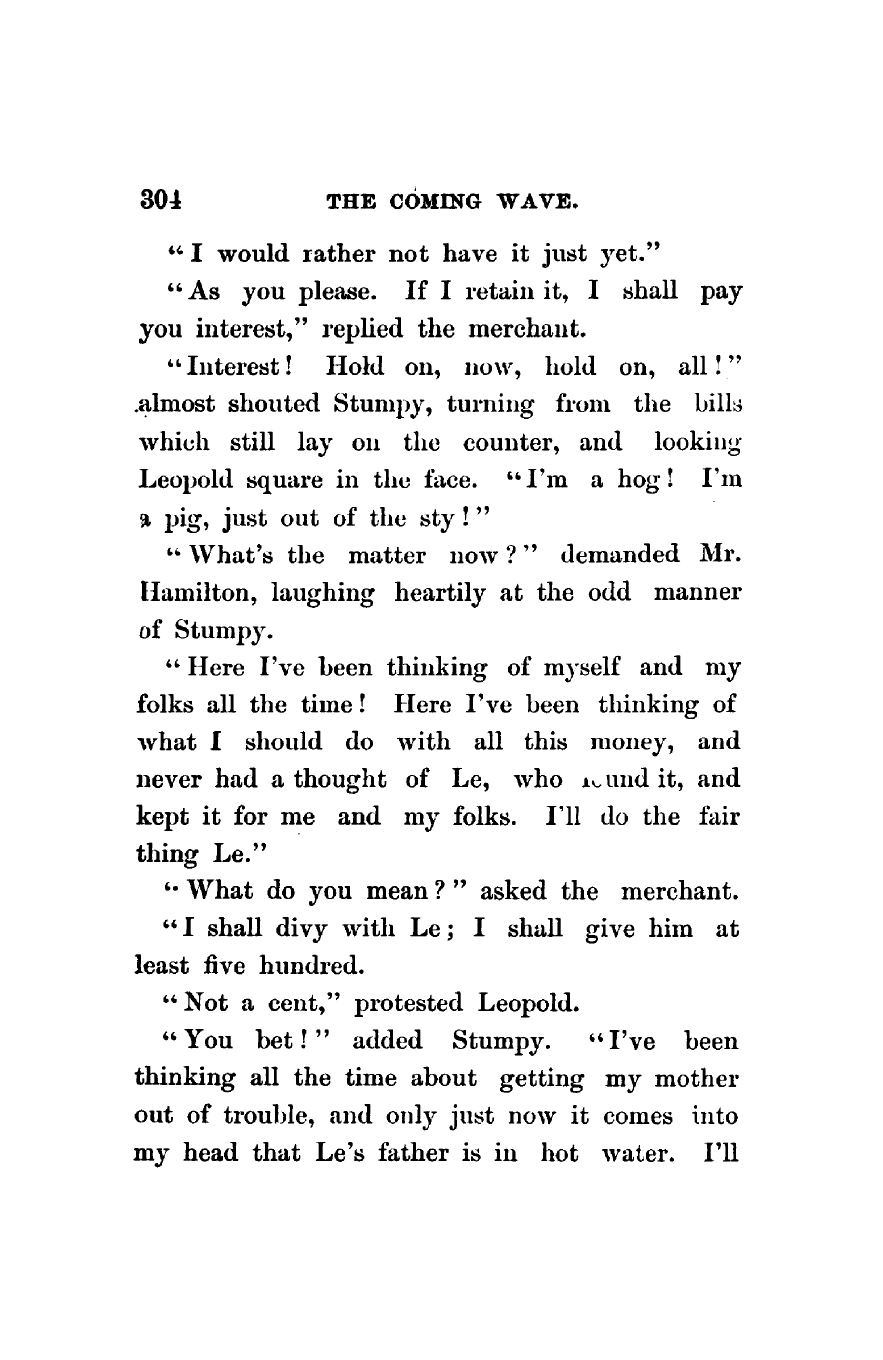 304 THE COMING WAVE.
“I would rather not have it just yet.”
“As you please. If I retain it, I shall pay
you interest,” replied the merchant.
“Interest! Hold on, now, hold on, all!”
almost shouted Stumpy, turning from the bills
which still lay on the counter, and looking
Leopold square in the face. “I’m a hog! I’m
a pig, just out of the sty!”
“What’s the matter now?” demanded Mr.
Hamilton, laughing heartily at the odd manner
of Stumpy.
“Here I’ve been thinking of myself and my
folks all the time! Here I’ve been thinking of
what I should do with all this money, and
never had a thought of Le, who found it, and
kept it for me and my folks. I’ll do the fair
thing Le.”
“What do you mean?” asked the merchant.
“I shall divy with Le; I shall give him at
least five hundred.
“Not a cent,” protested Leopold.
“You bet!” added Stumpy. “I’ve been
thinking all the time about getting my mother
out of trouble, and only just now it comes into
my head that Le’s father is in hot water. I’ll